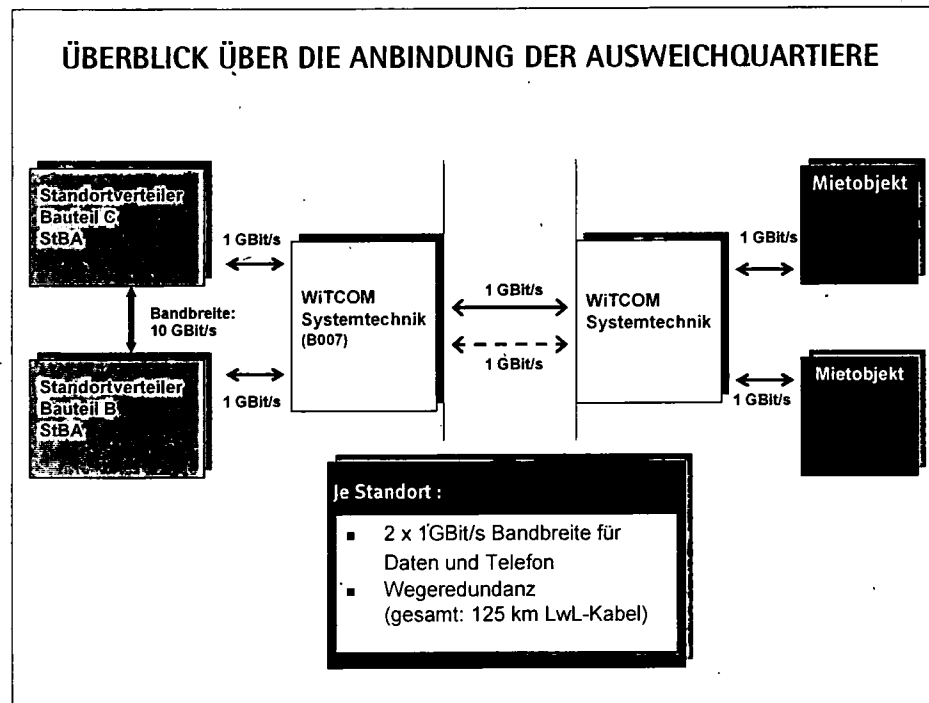 ÜBERBLICK ÜBER DIE ANBINDUNG DER AUSWEICHQUARTIERE
Standortverteiler
Bauteil C
StBA
1 GBit/s
Bandbreite:
10 GBit/s
Standortverteiler
Bauteil B
StBA
1 GBit/s
WiTCOM
Systemtechnik
(B007)
1 GBit/s
1 GBit/s
WiTCOM
Systemtechnik
1 GBit/s
Mietobjekt
1 GBit/s
Mietobjekt
Je Standort :
▪ 2 x 1 GBit/s Bandbreite für
Daten und Telefon
▪ Wegeredundanz
(gesamt: 125 km LwL-Kabel)